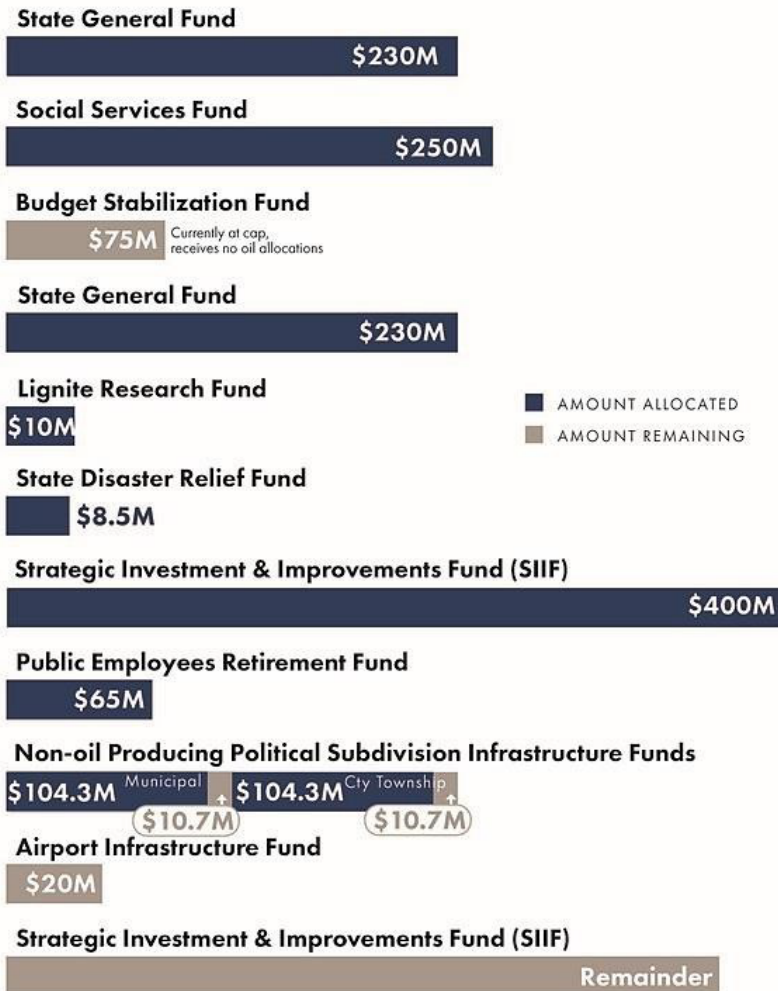 State General Fund
$230M
Social Services Fund
$250M
Budget Stabilization Fund
$75M
Currently at cap,
receives no oil allocations
State General Fund
$230M
Lignite Research Fund
$10M
AMOUNT ALLOCATED
AMOUNT REMAINING
State Disaster Relief Fund
$8.5M
Strategic Investment & Improvements Fund (SIIF)
$400M
Public Employees Retirement Fund
$65M
Non-oil Producing Political Subdivision Infrastructure Funds
$104.3M Municipal $104.3M Cty Township
$10.7M $10.7M
Airport Infrastructure Fund
$20M
Strategic Investment & Improvements Fund (SIIF)
Remainder